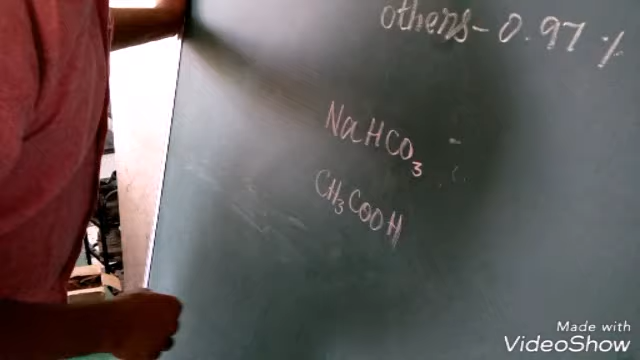 others - 0.97 %
NaHCO3
CH3COOH
Made with
VideoShow